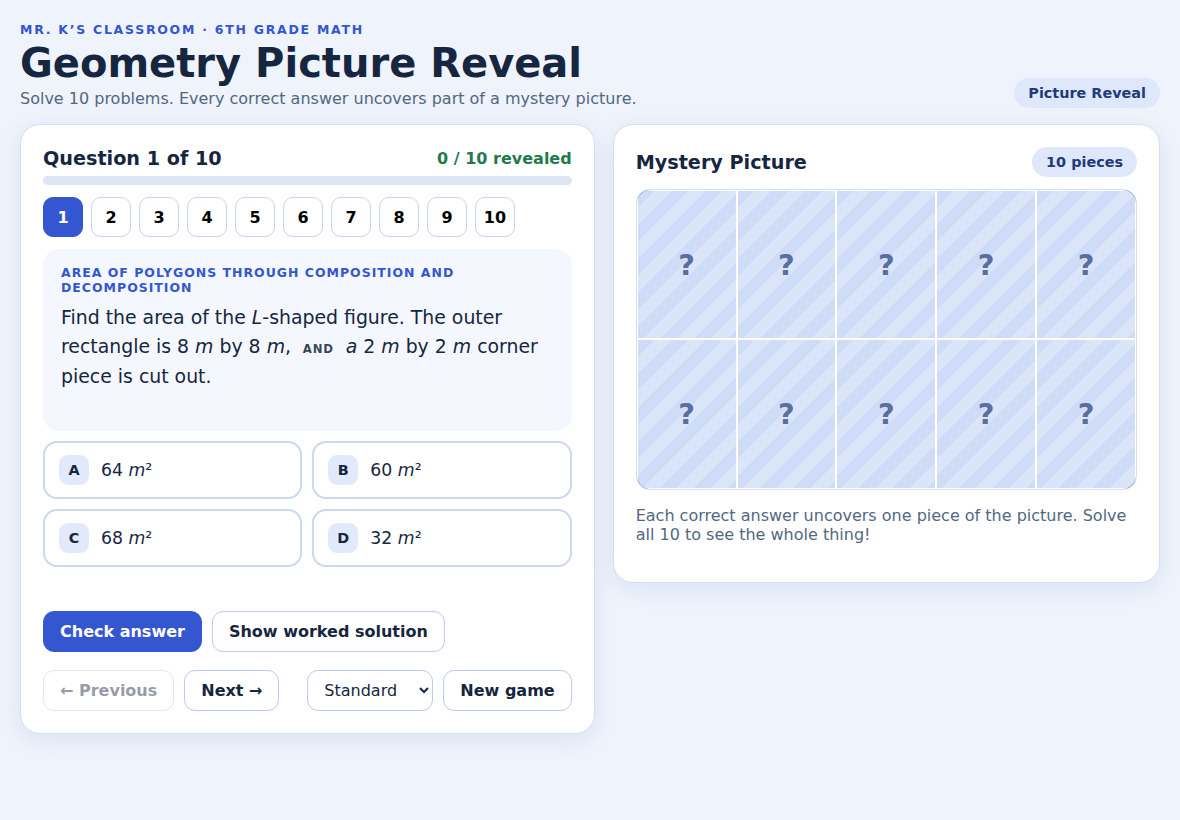 MR. K’S CLASSROOM · 6TH GRADE MATH
Geometry Picture Reveal
Solve 10 problems. Every correct answer uncovers part of a mystery picture.
Picture Reveal
Question 1 of 10
0 / 10 revealed
1 2 3 4 5 6 7 8 9 10
AREA OF POLYGONS THROUGH COMPOSITION AND
DECOMPOSITION
Find the area of the L-shaped figure. The outer
rectangle is 8 m by 8 m, AND a 2 m by 2 m corner
piece is cut out.
A 64 m²
B 60 m²
C 68 m²
D 32 m²
Check answer
Show worked solution
← Previous
Next →
Standard
New game
Mystery Picture
10 pieces
? ? ? ? ?
? ? ? ? ?
Each correct answer uncovers one piece of the picture. Solve
all 10 to see the whole thing!